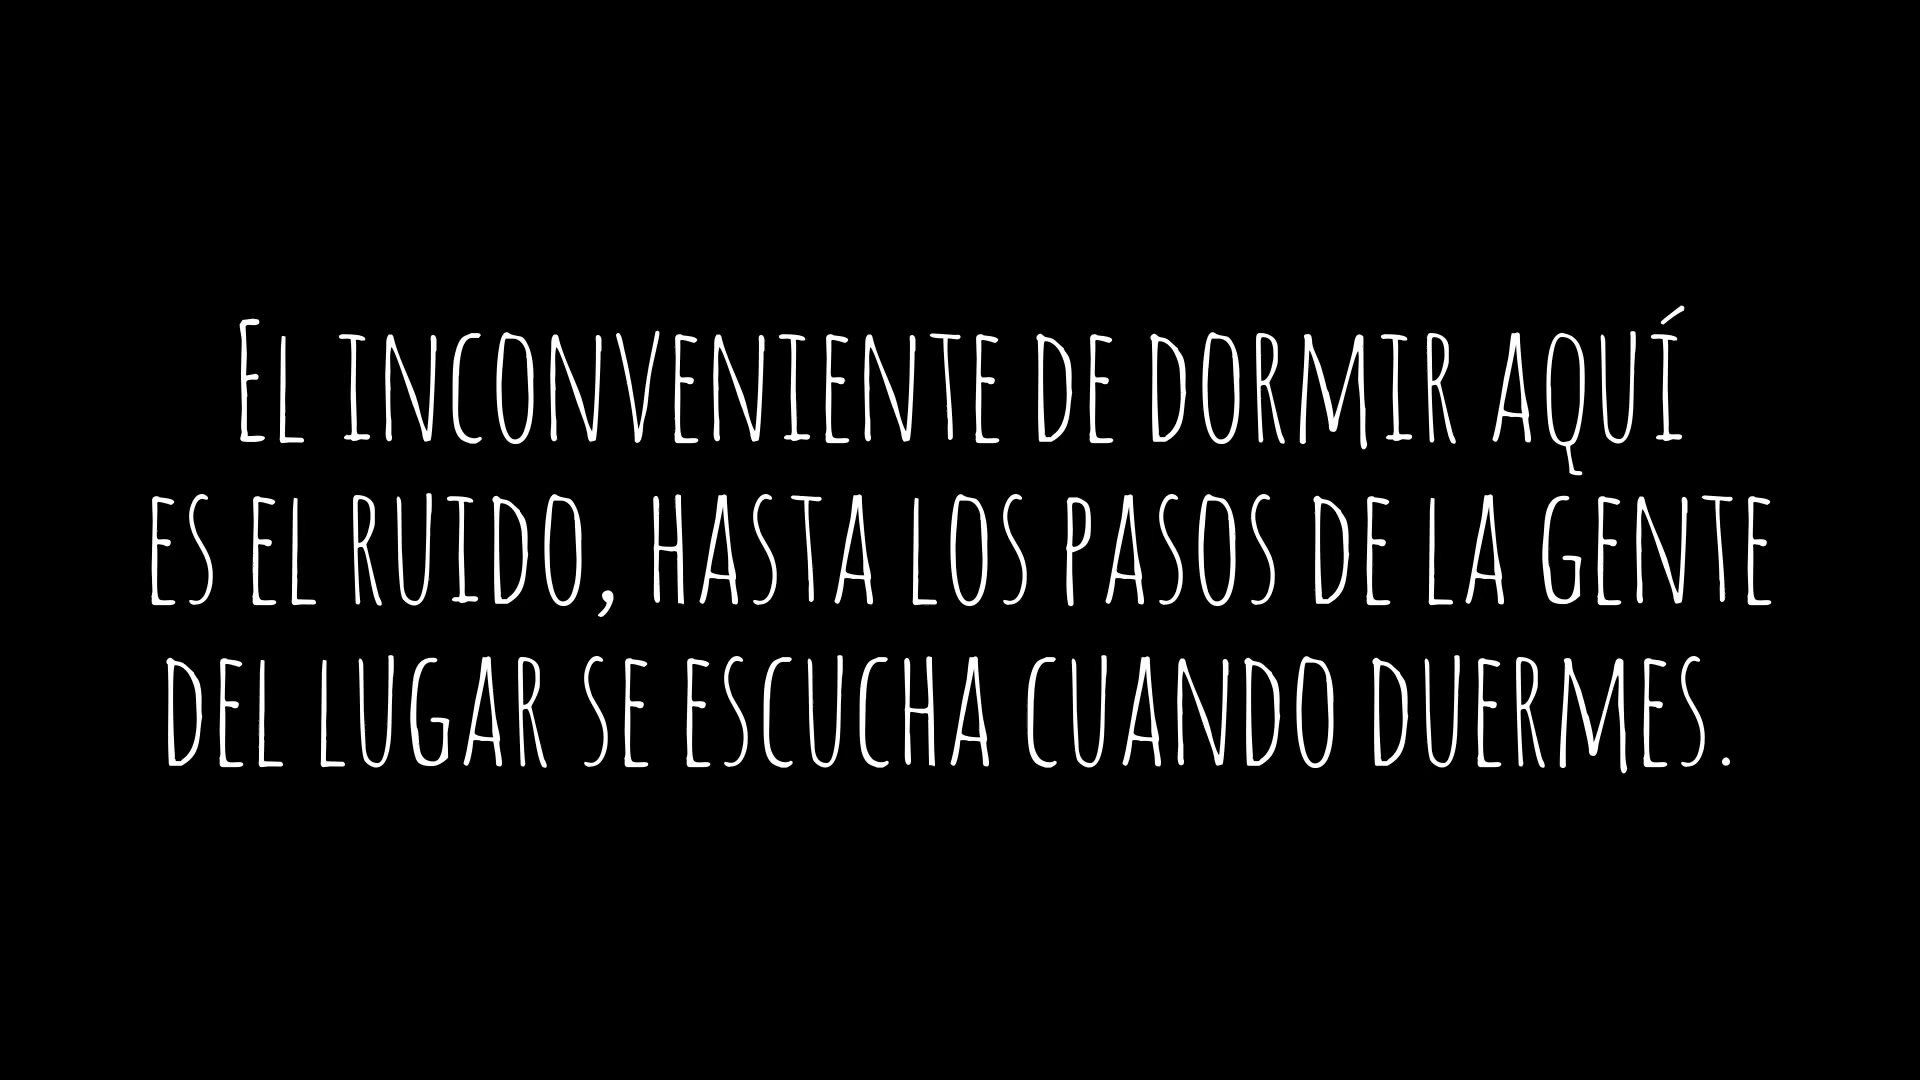 El inconveniente de dormir aquí
es el ruido, hasta los pasos de la gente
del lugar se escucha cuando duermes.